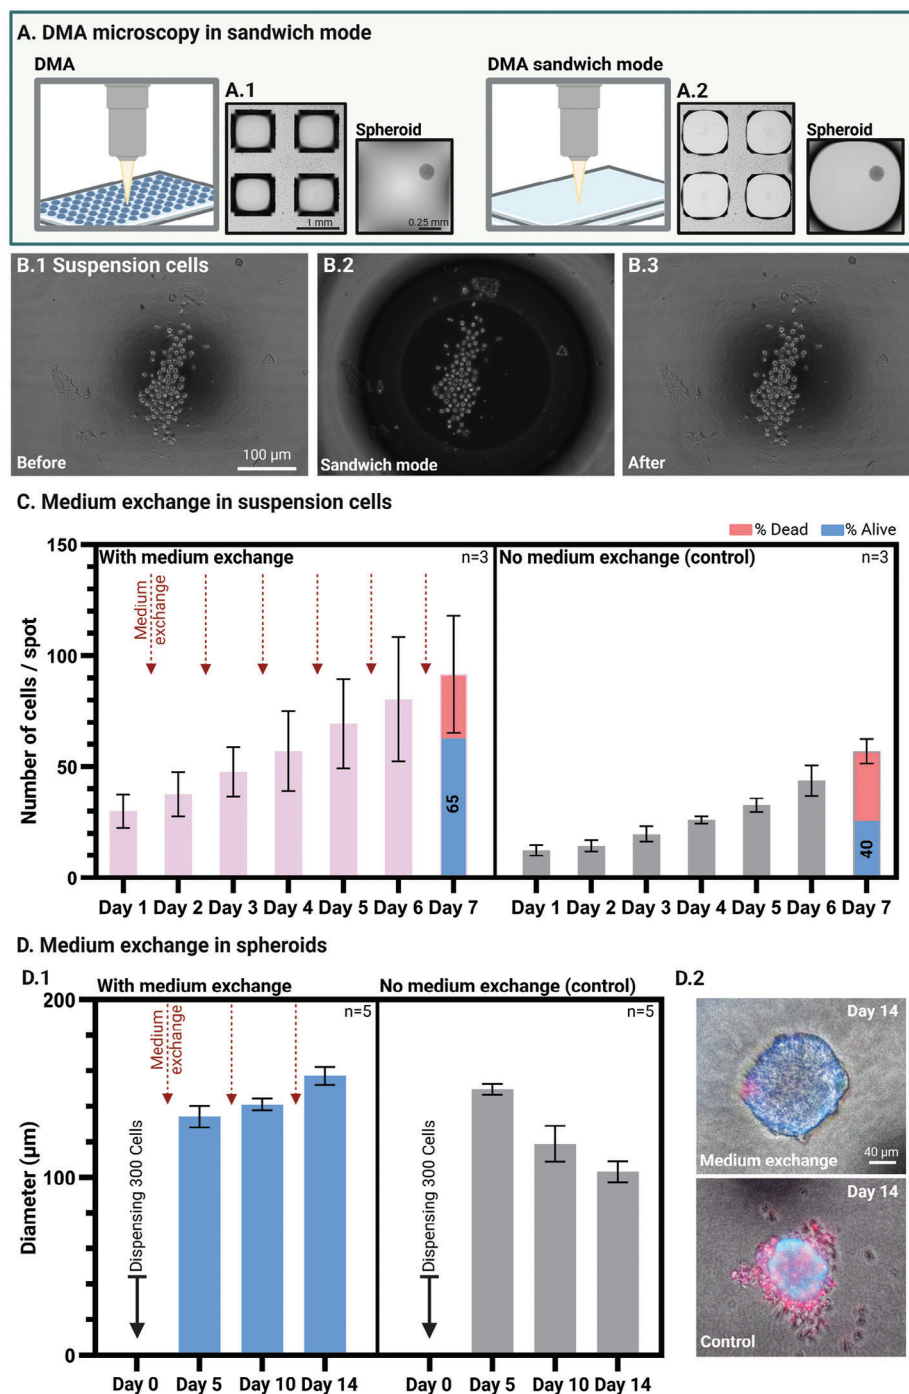 A. DMA microscopy in sandwich mode
DMA
A.1
Spheroid
1 mm
0.25 mm
DMA sandwich mode
A.2
Spheroid
B.1 Suspension cells
Before
100 µm
B.2
Sandwich mode
B.3
After
C. Medium exchange in suspension cells
% Dead
% Alive
Number of cells / spot
150
100
50
0
With medium exchange
n=3
Medium
exchange
65
Day 1
Day 2
Day 3
Day 4
Day 5
Day 6
Day 7
No medium exchange (control)
n=3
40
Day 1
Day 2
Day 3
Day 4
Day 5
Day 6
Day 7
D. Medium exchange in spheroids
D.1
Diameter (µm)
200
100
0
With medium exchange
n=5
Medium
exchange
Dispensing 300 Cells
Day 0
Day 5
Day 10
Day 14
No medium exchange (control)
n=5
Dispensing 300 Cells
Day 0
Day 5
Day 10
Day 14
D.2
Day 14
Medium exchange
40 µm
Day 14
Control